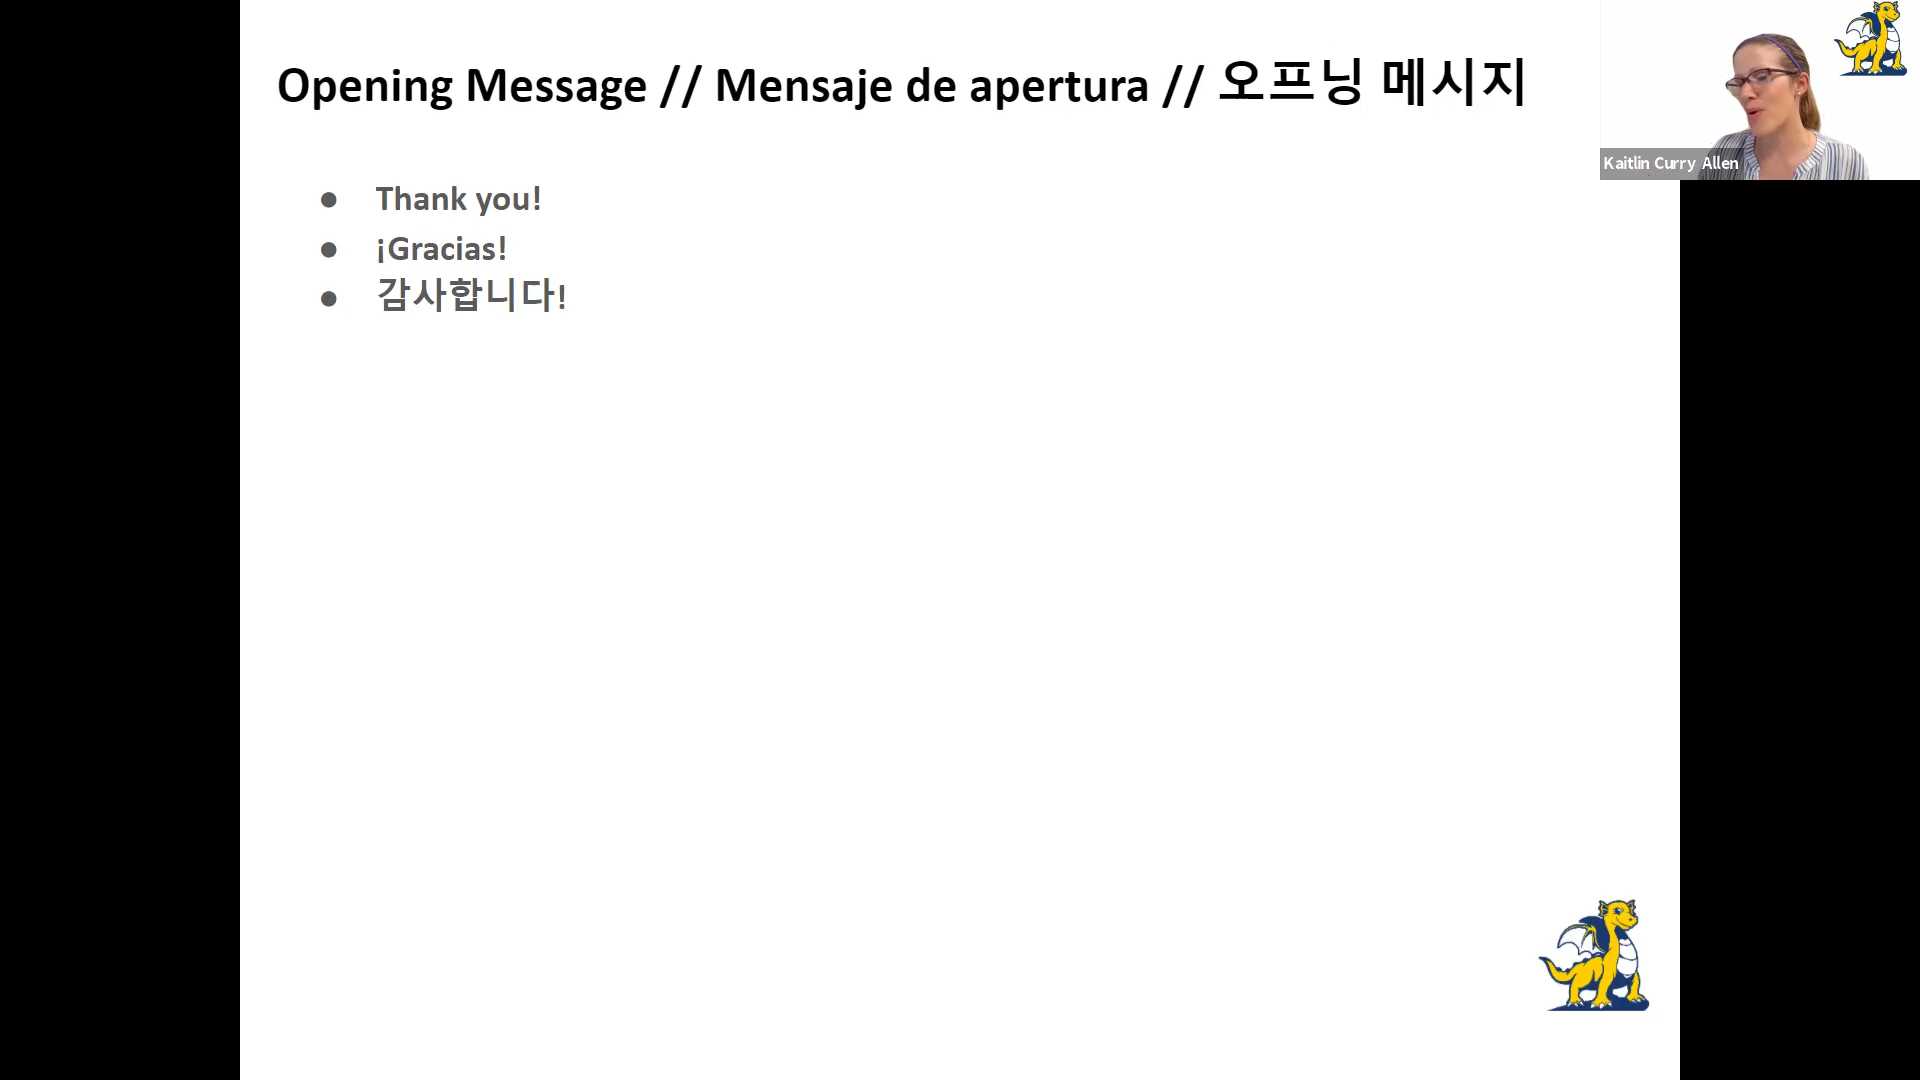 Opening Message // Mensaje de apertura // 오프닝 메시지
Kaitlin Curry Allen
● Thank you!
● ¡Gracias!
● 감사합니다!